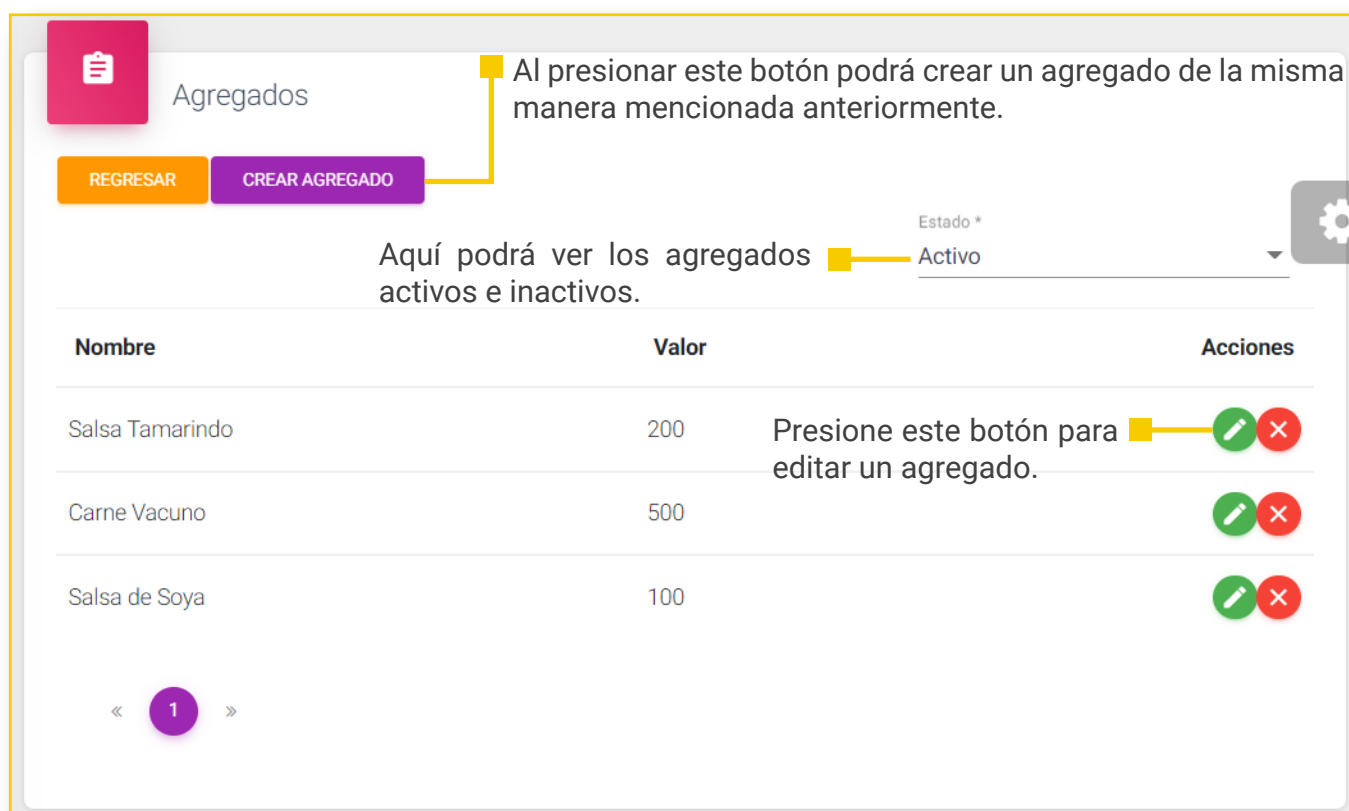 Agregados
Al presionar este botón podrá crear un agregado de la misma
manera mencionada anteriormente.
REGRESAR
CREAR AGREGADO
Estado *
Aquí podrá ver los agregados
activos e inactivos.
Activo
Nombre Valor Acciones
Salsa Tamarindo 200
Presione este botón para
editar un agregado.
Carne Vacuno 500
Salsa de Soya 100
« 1 »